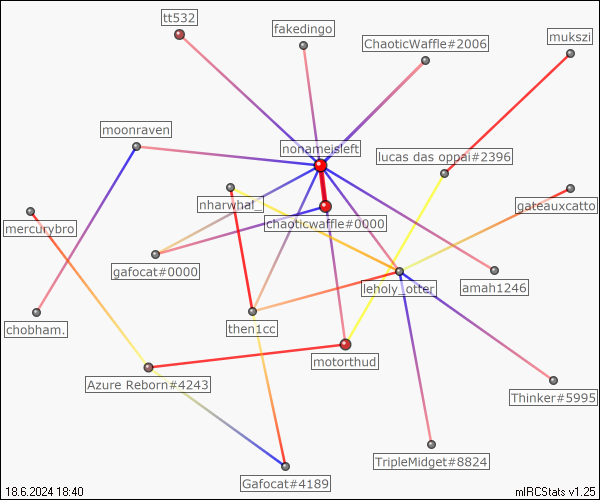 tt532
fakedingo
ChaoticWaffle#2006
mukszi
moonraven
nonameisleft
lucas das oppai#2396
nharwhal_
gateauxcatto
chaoticwaffle#0000
mercurybro
gafocat#0000
leholy_otter
amah1246
chobham.
then1cc
motorthud
Azure Reborn#4243
Thinker#5995
TripleMidget#8824
Gafocat#4189
18.6.2024 18:40
mIRCStats v1.25